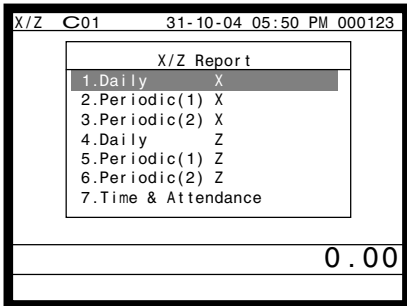 X/Z C01 31-10-04 05:50 PM 000123
X/Z Report
1.Daily X
2.Periodic(1) X
3.Periodic(2) X
4.Daily Z
5.Periodic(1) Z
6.Periodic(2) Z
7.Time & Attendance
0.00